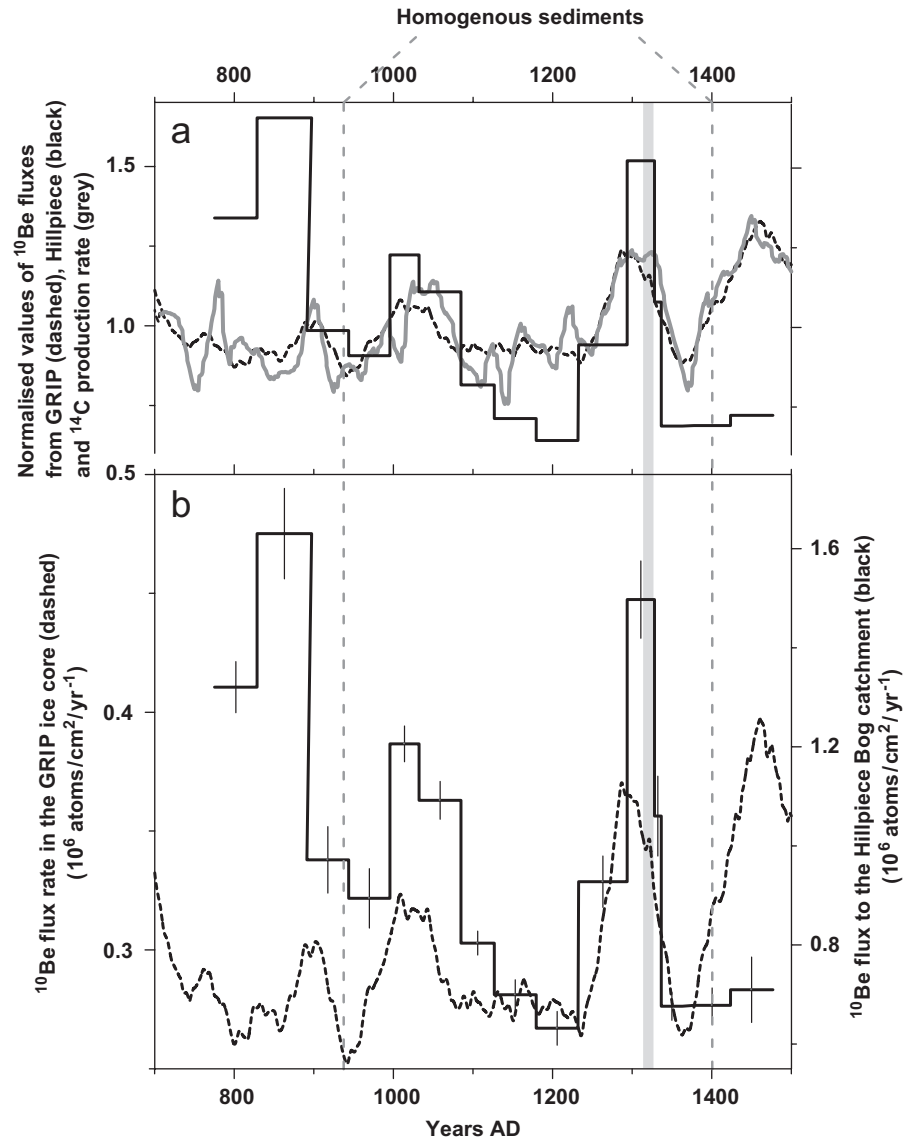 Homogenous sediments
800 1000 1200 1400
a
Normalised values of ¹⁰Be fluxes
from GRIP (dashed), Hillpiece (black)
and ¹⁴C production rate (grey)
1.5
1.0
0.5
b
¹⁰Be flux rate in the GRIP ice core (dashed)
(10⁶ atoms/cm²/yr⁻¹)
0.4
0.3
1.6
1.2
0.8
¹⁰Be flux to the Hillpiece Bog catchment (black)
(10⁶ atoms/cm²/yr⁻¹)
800 1000 1200 1400
Years AD